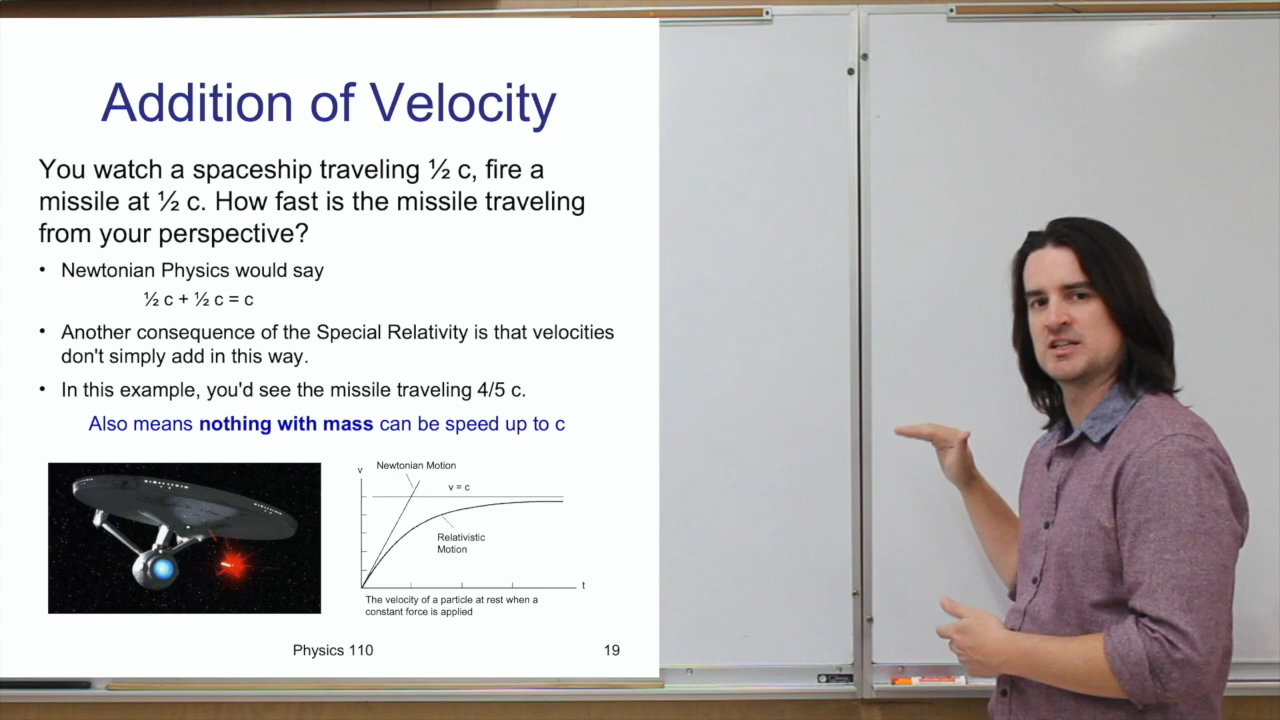 Addition of Velocity
You watch a spaceship traveling ½ c, fire a
missile at ½ c. How fast is the missile traveling
from your perspective?
• Newtonian Physics would say
½ c + ½ c = c
• Another consequence of the Special Relativity is that velocities
don't simply add in this way.
• In this example, you'd see the missile traveling 4/5 c.
Also means nothing with mass can be speed up to c
v
Newtonian Motion
v = c
Relativistic
Motion
t
The velocity of a particle at rest when a
constant force is applied
Physics 110
19